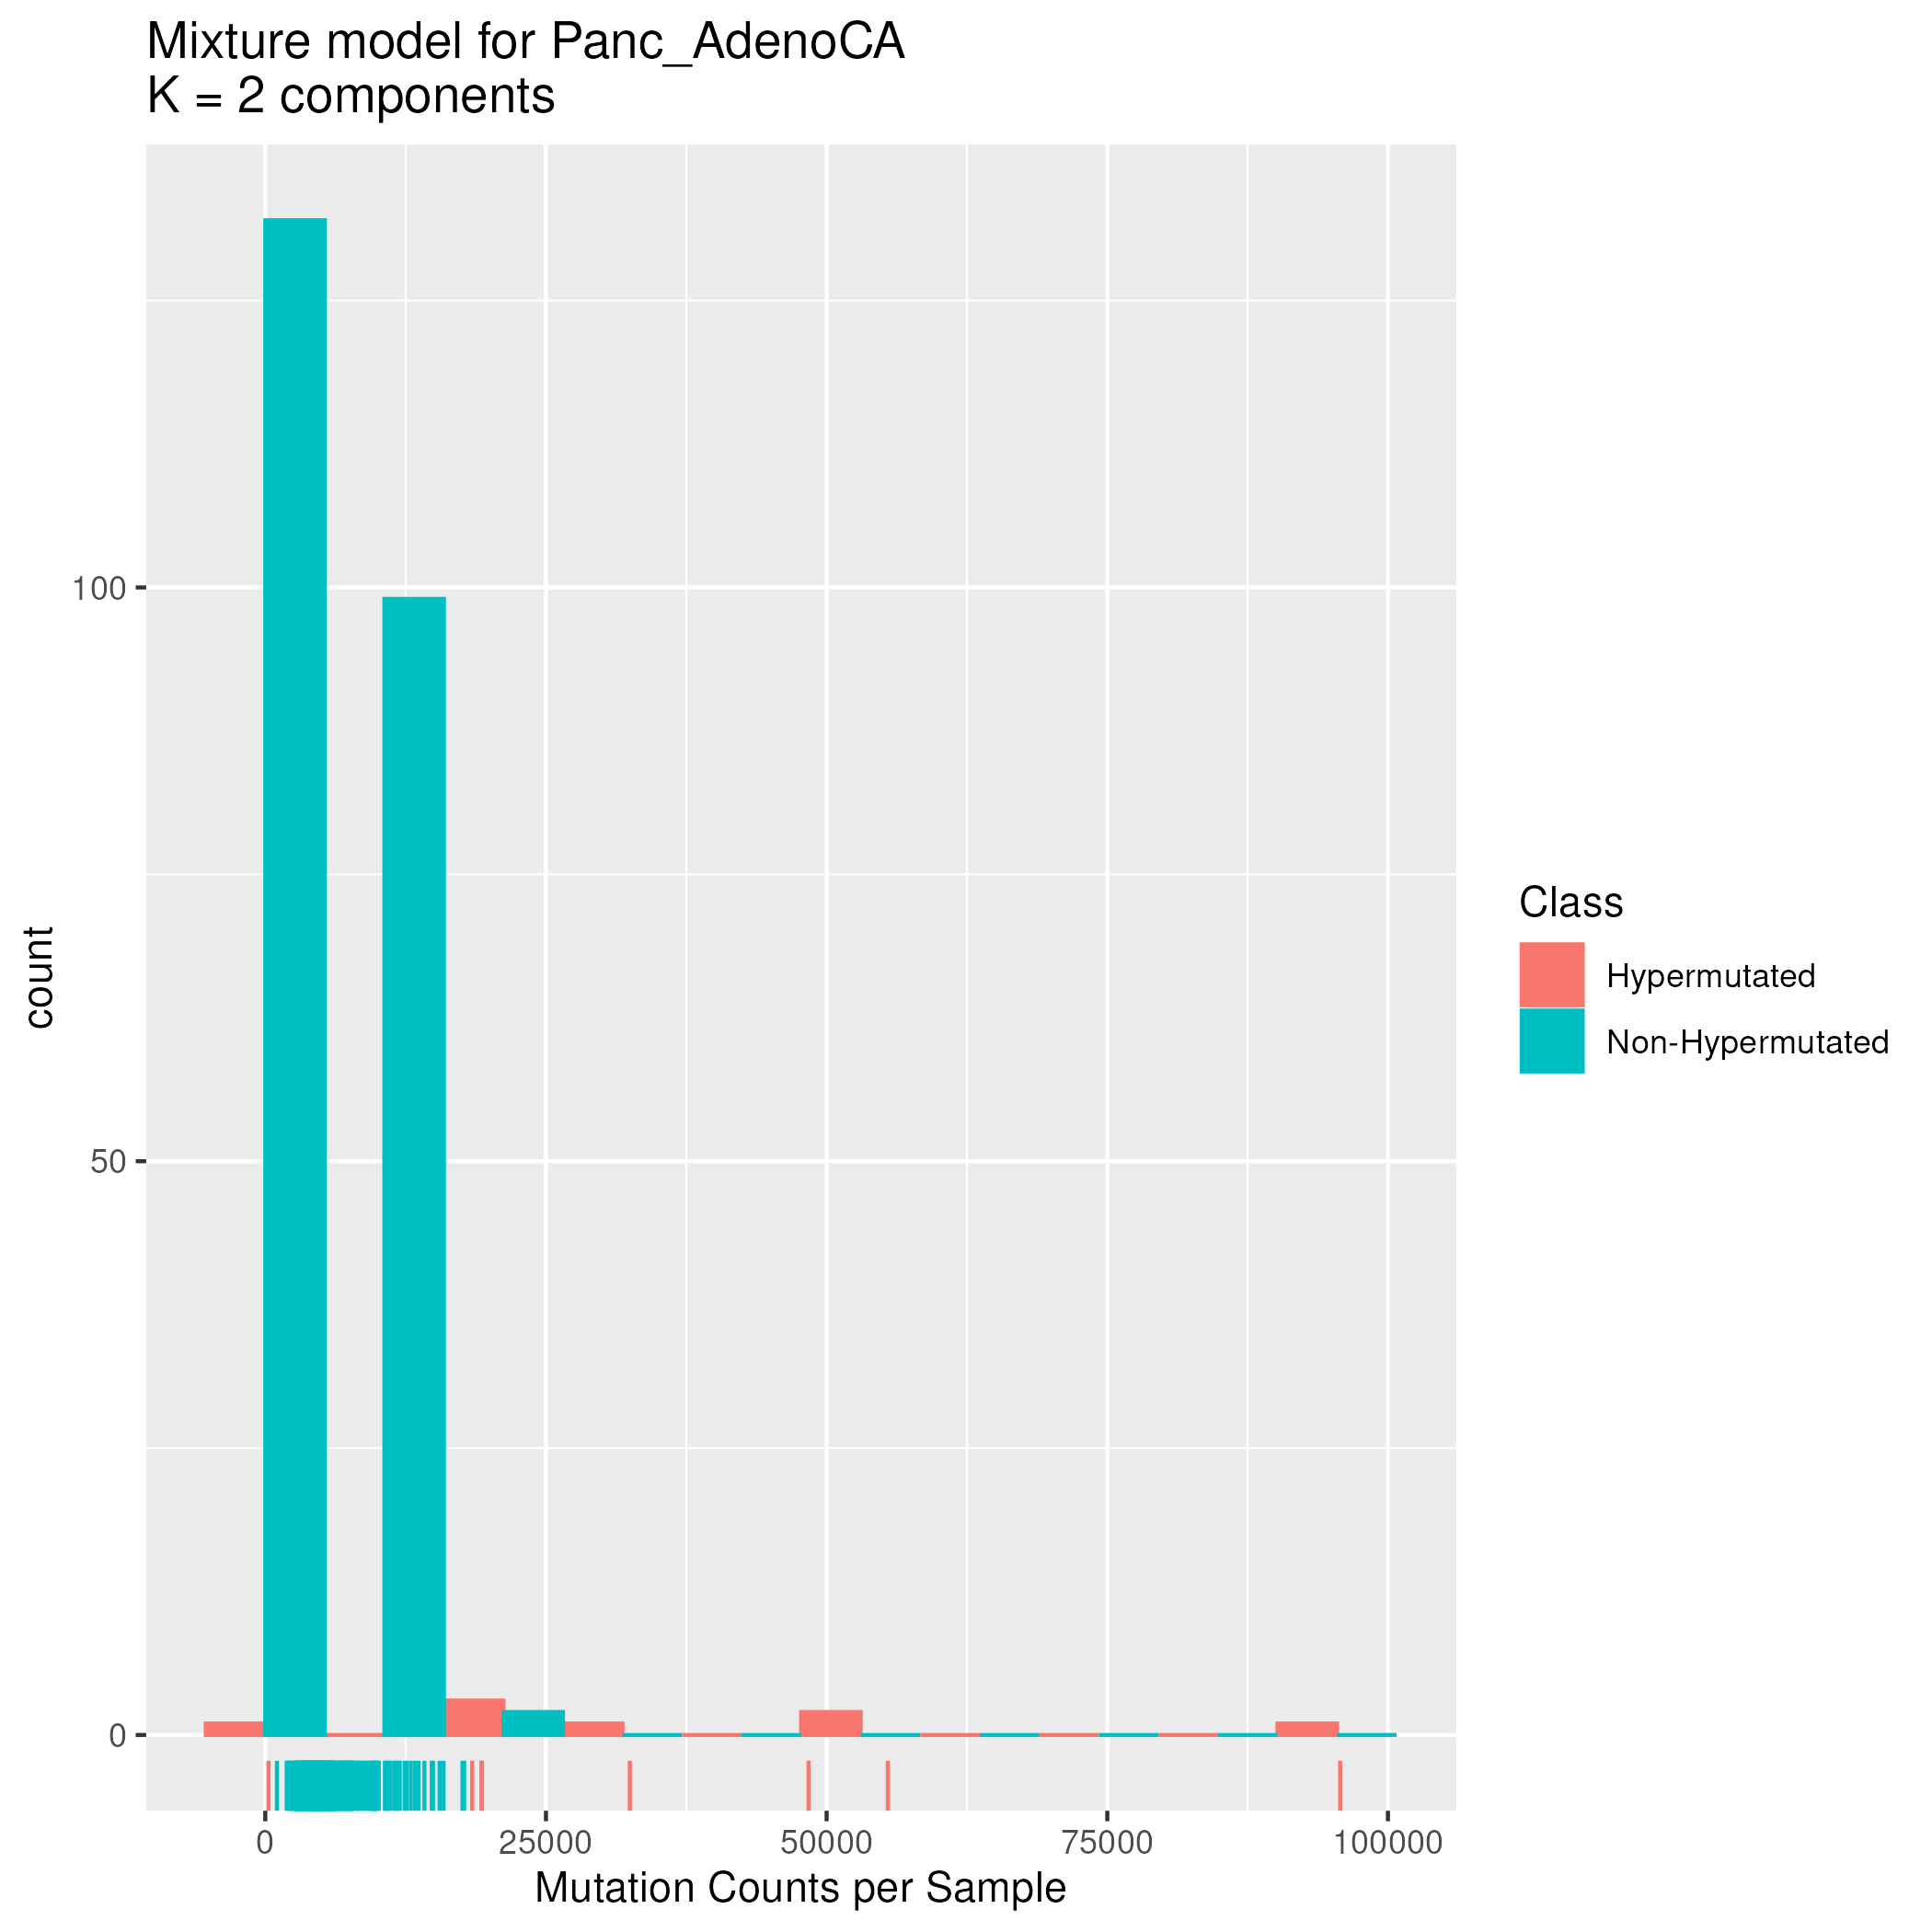 Mixture model for Panc_AdenoCA
K = 2 components
count
100
50
0
0
25000
50000
75000
100000
Mutation Counts per Sample
Class
Hypermutated
Non-Hypermutated